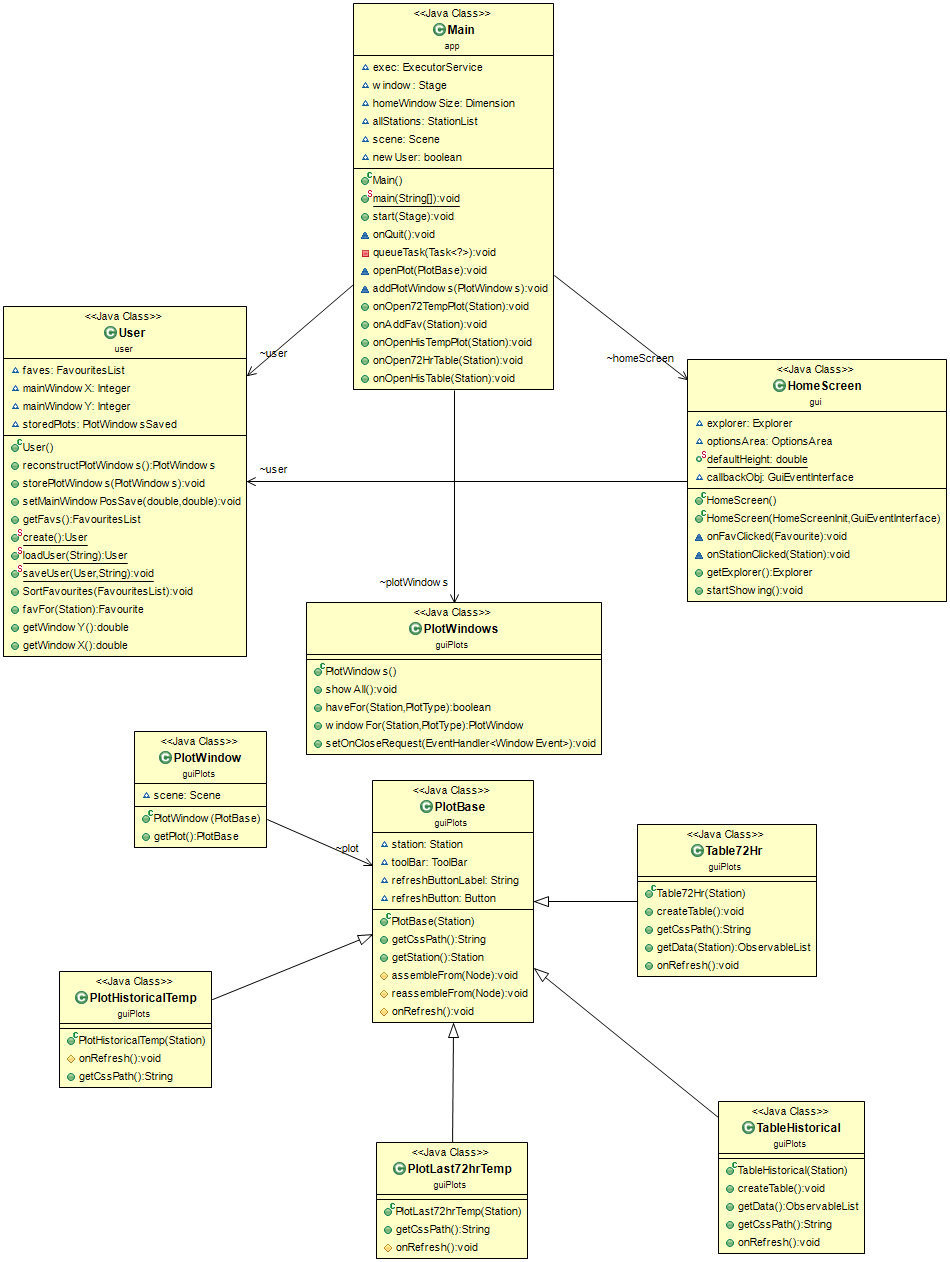 <<Java Class>>
Main
app
exec: ExecutorService
window: Stage
homeWindowSize: Dimension
allStations: StationList
scene: Scene
newUser: boolean
Main()
main(String[]):void
start(Stage):void
onQuit():void
queueTask(Task<?>):void
openPlot(PlotBase):void
addPlotWindows(PlotWindows):void
onOpen72TempPlot(Station):void
onAddFav(Station):void
onOpenHisTempPlot(Station):void
onOpen72HrTable(Station):void
onOpenHisTable(Station):void
~user
~homeScreen
<<Java Class>>
User
user
faves: FavouritesList
mainWindowX: Integer
mainWindowY: Integer
storedPlots: PlotWindowsSaved
User()
reconstructPlotWindows():PlotWindows
storePlotWindows(PlotWindows):void
setMainWindowPosSave(double,double):void
getFavs():FavouritesList
create():User
loadUser(String):User
saveUser(User,String):void
SortFavourites(FavouritesList):void
favFor(Station):Favourite
getWindowY():double
getWindowX():double
~user
<<Java Class>>
HomeScreen
gui
explorer: Explorer
optionsArea: OptionsArea
defaultHeight: double
callbackObj: GuiEventInterface
HomeScreen()
HomeScreen(HomeScreenInit,GuiEventInterface)
onFavClicked(Favourite):void
onStationClicked(Station):void
getExplorer():Explorer
startShowing():void
~plotWindows
<<Java Class>>
PlotWindows
guiPlots
PlotWindows()
showAll():void
haveFor(Station,PlotType):boolean
windowFor(Station,PlotType):PlotWindow
setOnCloseRequest(EventHandler<WindowEvent>):void
<<Java Class>>
PlotWindow
guiPlots
scene: Scene
PlotWindow(PlotBase)
getPlot():PlotBase
~plot
<<Java Class>>
PlotBase
guiPlots
station: Station
toolBar: ToolBar
refreshButtonLabel: String
refreshButton: Button
PlotBase(Station)
getCssPath():String
getStation():Station
assembleFrom(Node):void
reassembleFrom(Node):void
onRefresh():void
<<Java Class>>
Table72Hr
guiPlots
Table72Hr(Station)
createTable():void
getCssPath():String
getData(Station):ObservableList
onRefresh():void
<<Java Class>>
PlotHistoricalTemp
guiPlots
PlotHistoricalTemp(Station)
onRefresh():void
getCssPath():String
<<Java Class>>
PlotLast72hrTemp
guiPlots
PlotLast72hrTemp(Station)
getCssPath():String
onRefresh():void
<<Java Class>>
TableHistorical
guiPlots
TableHistorical(Station)
createTable():void
getData():ObservableList
getCssPath():String
onRefresh():void